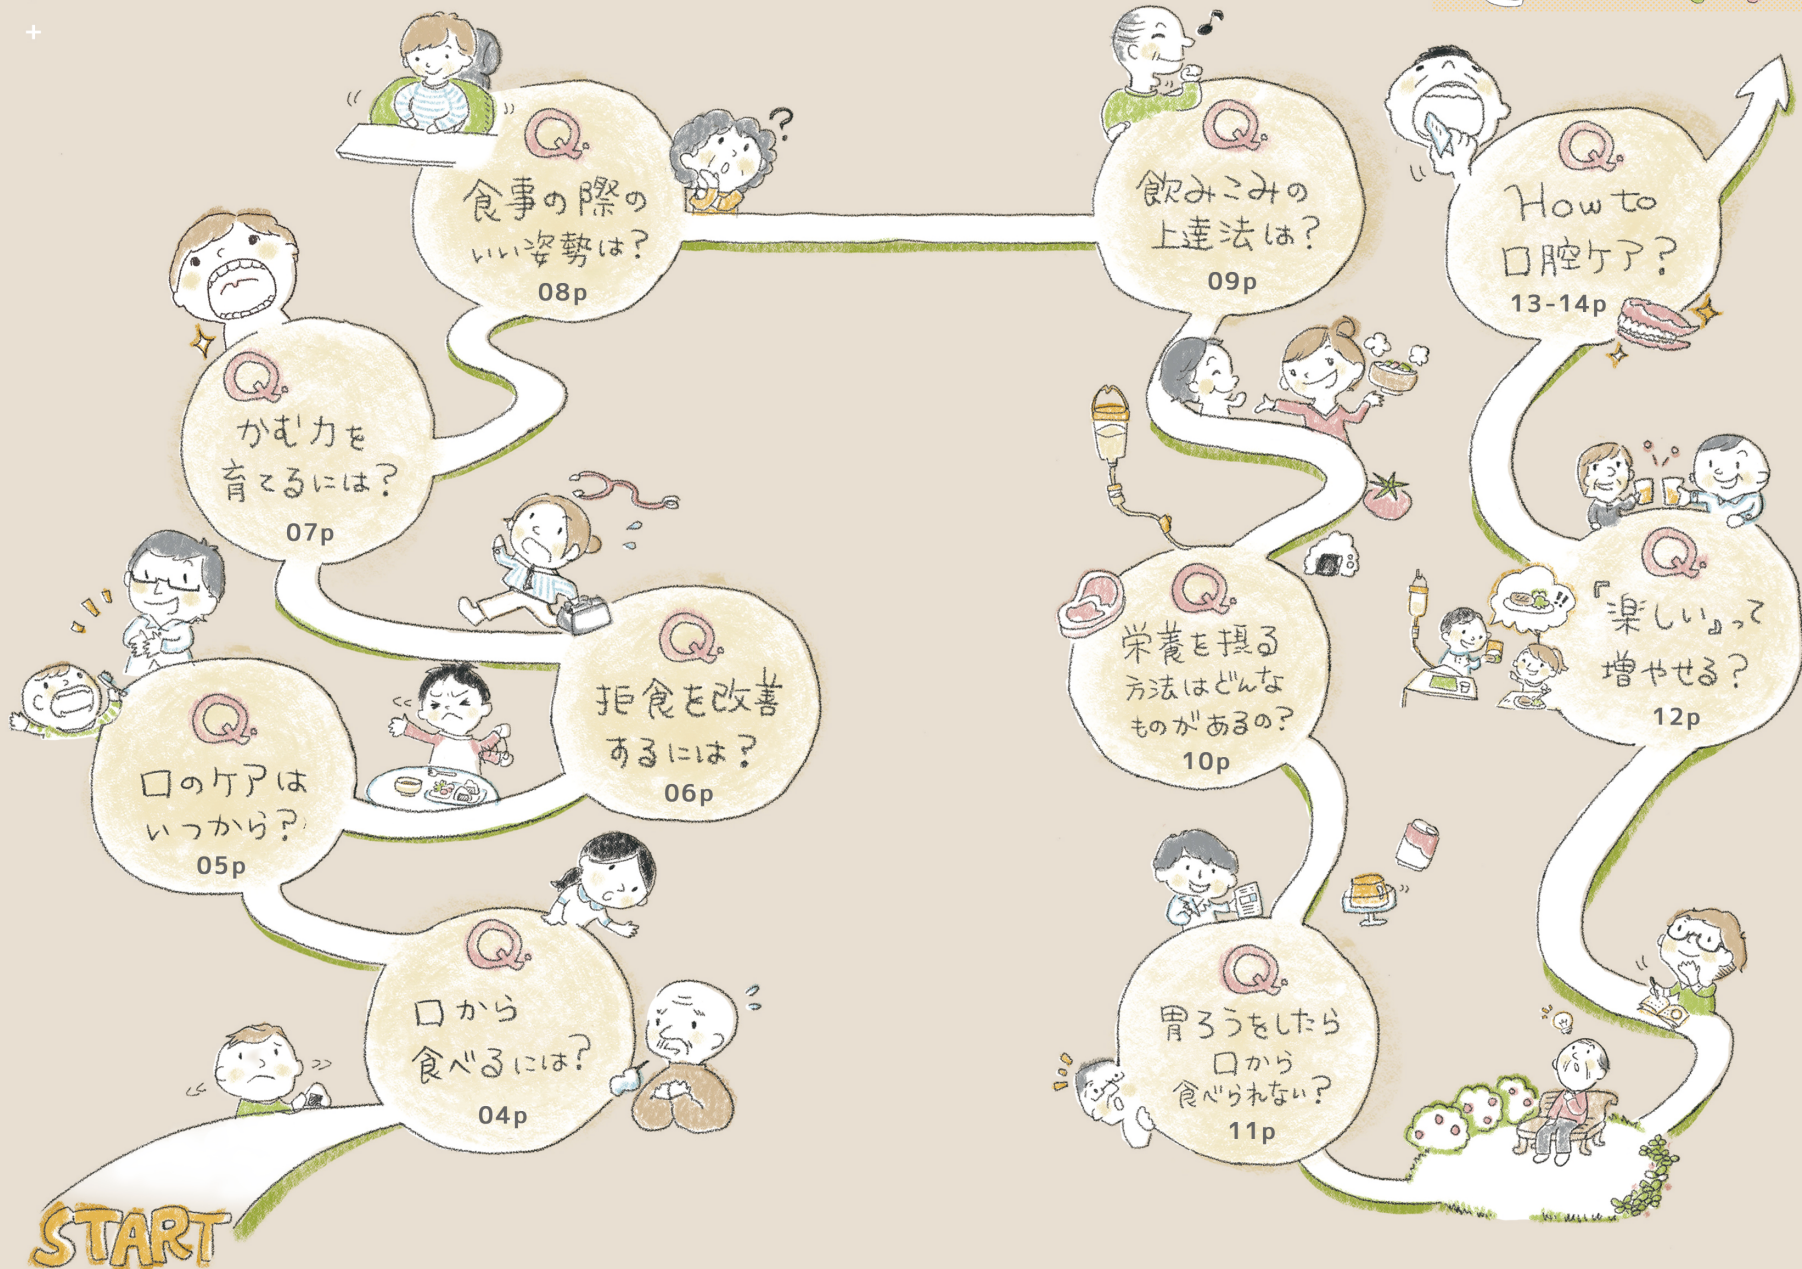 START
Q.
口から
食べるには?
04p
Q.
口のケアは
いつから?
05p
Q.
拒食を改善
するには?
06p
Q.
かむ力を
育てるには?
07p
Q.
食事の際の
いい姿勢は?
08p
?
Q.
飲みこみの
上達法は?
09p
Q.
栄養を摂る
方法はどんな
ものがあるの?
10p
Q.
胃ろうをしたら
口から
食べられない?
11p
Q.
『楽しい』って
増やせる?
12p
!!
Q.
How to
口腔ケア?
13-14p